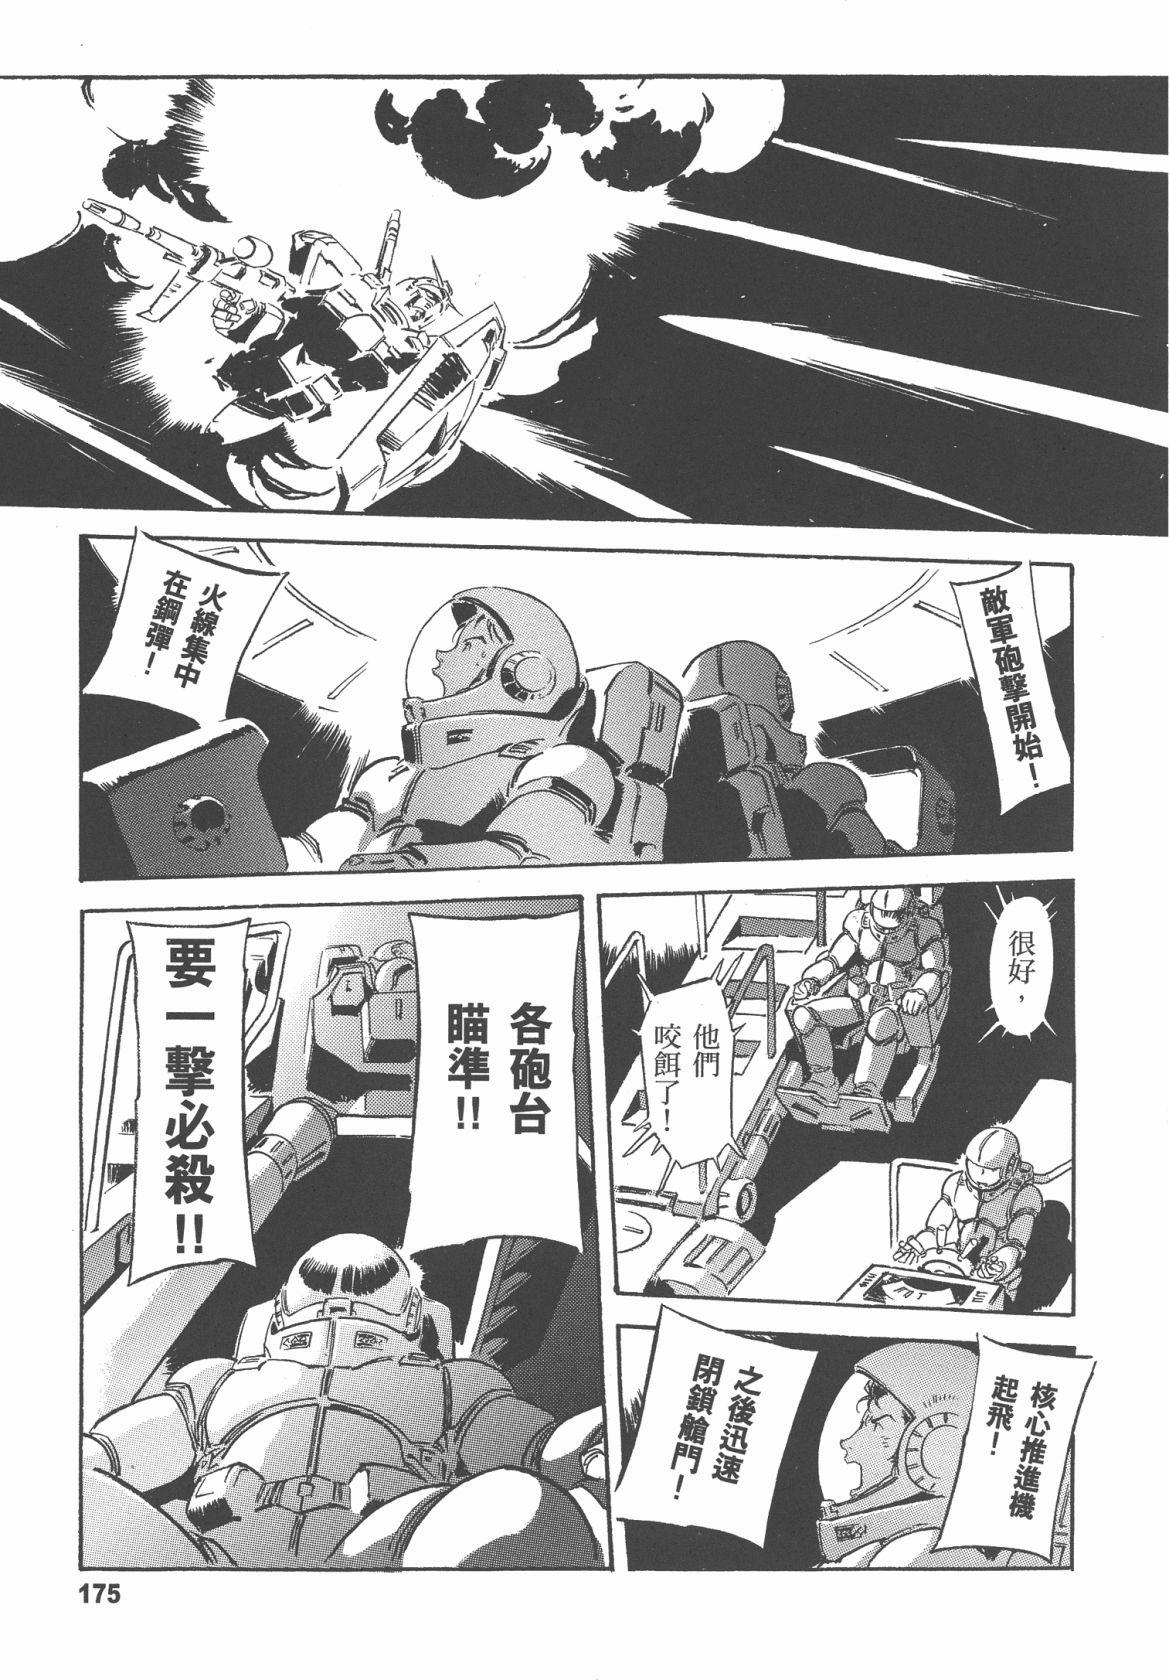 敵軍砲擊開始！
火線集中
在鋼彈！
很好，
他們
咬餌了！
核心推進機
起飛！
之後迅速
閉鎖艙門！
各砲台
瞄準!!
要一擊必殺!!
175